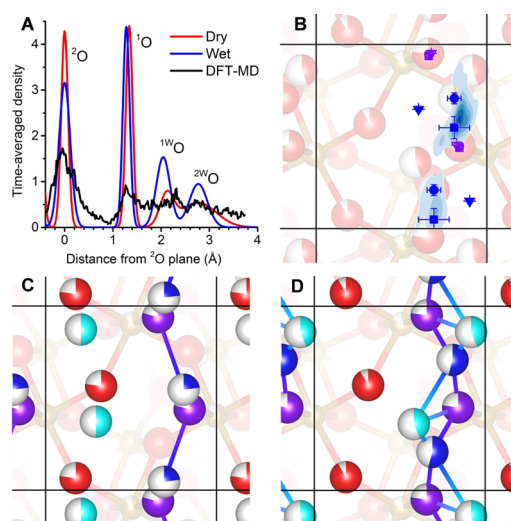 A
B
²O
¹O
Dry
Wet
DFT-MD
1WO
2WO
Time-averaged density
4
3
2
1
0
0
1
2
3
4
Distance from ²O plane (Å)
C
D